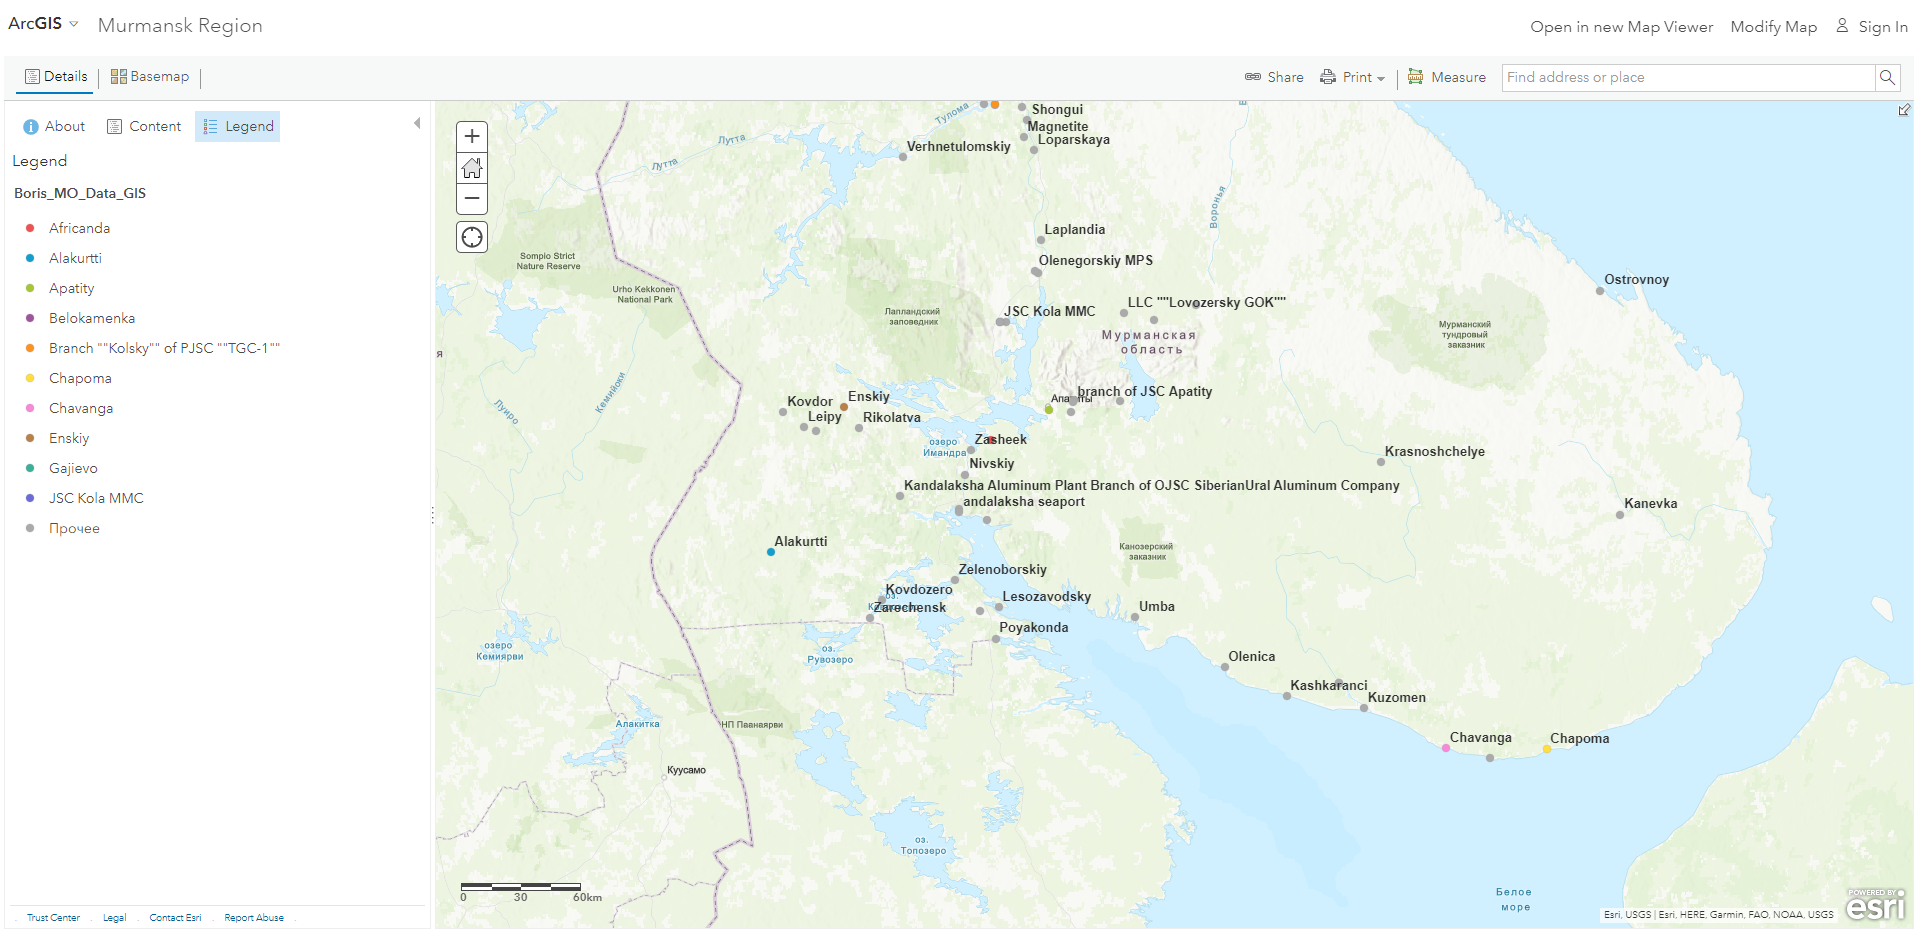 ArcGIS
Murmansk Region
Open in new Map Viewer
Modify Map
Sign In
Details
Basemap
Share
Print
Measure
Find address or place
About
Content
Legend
Legend
Boris_MO_Data_GIS
Africanda
Alakurtti
Apatity
Belokamenka
Branch ""Kolsky"" of PJSC ""TGC-1""
Chapoma
Chavanga
Enskiy
Gajievo
JSC Kola MMC
Прочее
Trust Center
Legal
Contact Esri
Report Abuse
Тулома
Shongui
Magnetite
Loparskaya
Лутта
Лутта
Verhnetulomskiy
Воронья
Laplandia
Sompio Strict
Nature Reserve
Olenegorskiy MPS
Ostrovnoy
Urho Kekkonen
National Park
LLC ""Lovozersky GOK""
JSC Kola MMC
Лапландский
заповедник
Мурманская
область
Мурманский
тундровый
заказник
я
Кемийоки
Луиро
branch of JSC Apatity
Enskiy
Kovdor
Leipy
Rikolatva
озеро
Имандра
Zasheek
Krasnoshchelye
Nivskiy
Kandalaksha Aluminum Plant Branch of OJSC SiberianUral Aluminum Company
andalaksha seaport
Kanevka
Alakurtti
Канозерский
заказник
Zelenoborskiy
Kovdozero
оз.
Zarechensk
Lesozavodsky
Umba
Poyakonda
озеро
Кемиярви
оз.
Рувозеро
Olenica
Kashkaranci
Kuzomen
Алакитка
НП Паанаярви
Chavanga
Chapoma
Куусамо
оз.
Топозеро
0 30 60km
Белое
море
POWERED BY
esri
Esri, USGS | Esri, HERE, Garmin, FAO, NOAA, USGS